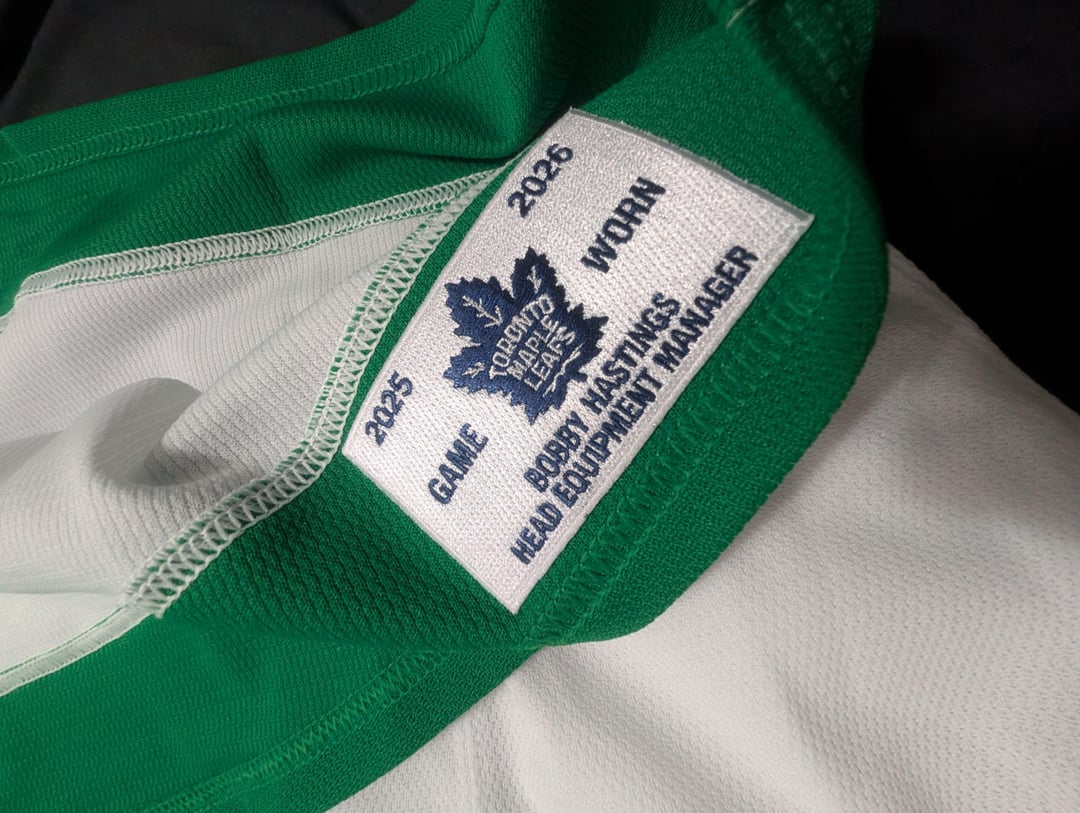 2025 2026
TORONTO
MAPLE
LEAFS
GAME WORN
BOBBY HASTINGS
HEAD EQUIPMENT MANAGER